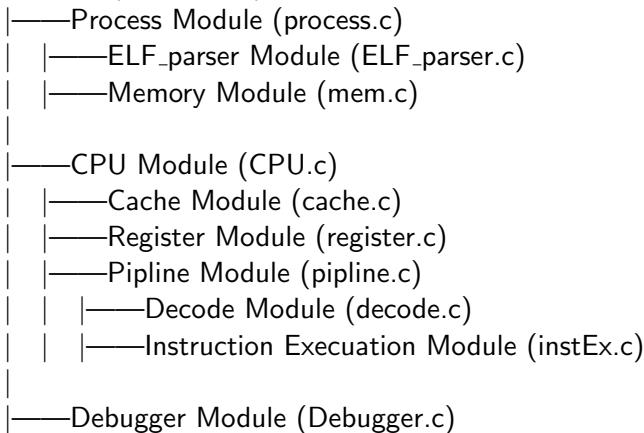 |——Process Module (process.c)
| |——ELF_parser Module (ELF_parser.c)
| |——Memory Module (mem.c)
|
|——CPU Module (CPU.c)
| |——Cache Module (cache.c)
| |——Register Module (register.c)
| |——Pipline Module (pipline.c)
| | |——Decode Module (decode.c)
| | |——Instruction Execuation Module (instEx.c)
|
|——Debugger Module (Debugger.c)